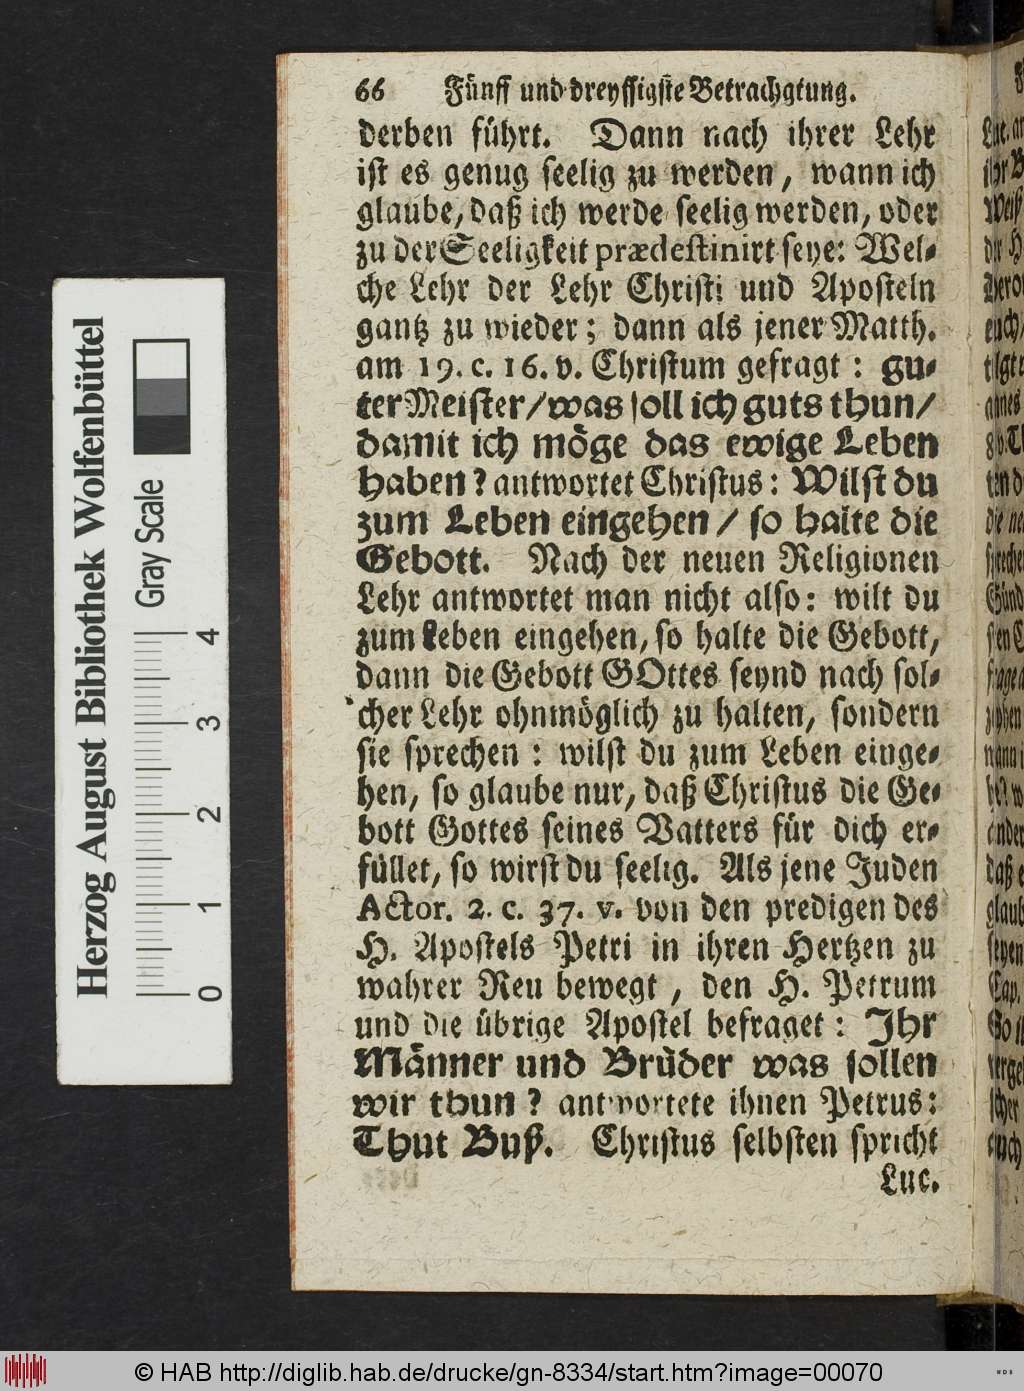 66 Fünff und dreyssigste Betrachgtung.
derben führt. Dann nach ihrer Lehr
ist es genug seelig zu werden, wann ich
glaube, daß ich werde seelig werden, oder
zu der Seeligkeit prædestinirt seye: Wel-
che Lehr der Lehr Christi und Aposteln
gantz zu wieder; dann als jener Matth.
am 19. c. 16. v. Christum gefragt: gu-
ter Meister/ was soll ich guts thun/
damit ich möge das ewige Leben
haben? antwortet Christus: Wilst du
zum Leben eingehen/ so halte die
Gebott. Nach der neuen Religionen
Lehr antwortet man nicht also: wilt du
zum Leben eingehen, so halte die Gebott,
dann die Gebott GOttes seynd nach sol-
cher Lehr ohnmöglich zu halten, sondern
sie sprechen: wilst du zum Leben einge-
hen, so glaube nur, daß Christus die Ge-
bott Gottes seines Vatters für dich er-
füllet, so wirst du seelig. Als jene Juden
Actor. 2. c. 37. v. von den predigen des
H. Apostels Petri in ihren Hertzen zu
wahrer Reu bewegt, den H. Petrum
und die übrige Apostel befraget: Ihr
Männer und Brüder was sollen
wir thun? antwortete ihnen Petrus:
Thut Buß. Christus selbsten spricht
Luc.
Herzog August Bibliothek Wolfenbüttel
Gray Scale
0 1 2 3 4
© HAB http://diglib.hab.de/drucke/gn-8334/start.htm?image=00070